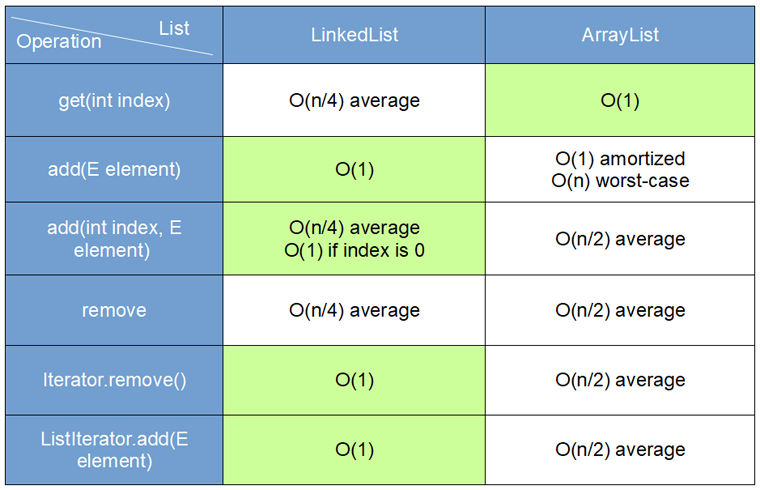 List
Operation
LinkedList
ArrayList
get(int index)
O(n/4) average
O(1)
add(E element)
O(1)
O(1) amortized
O(n) worst-case
add(int index, E
element)
O(n/4) average
O(1) if index is 0
O(n/2) average
remove
O(n/4) average
O(n/2) average
Iterator.remove()
O(1)
O(n/2) average
ListIterator.add(E
element)
O(1)
O(n/2) average